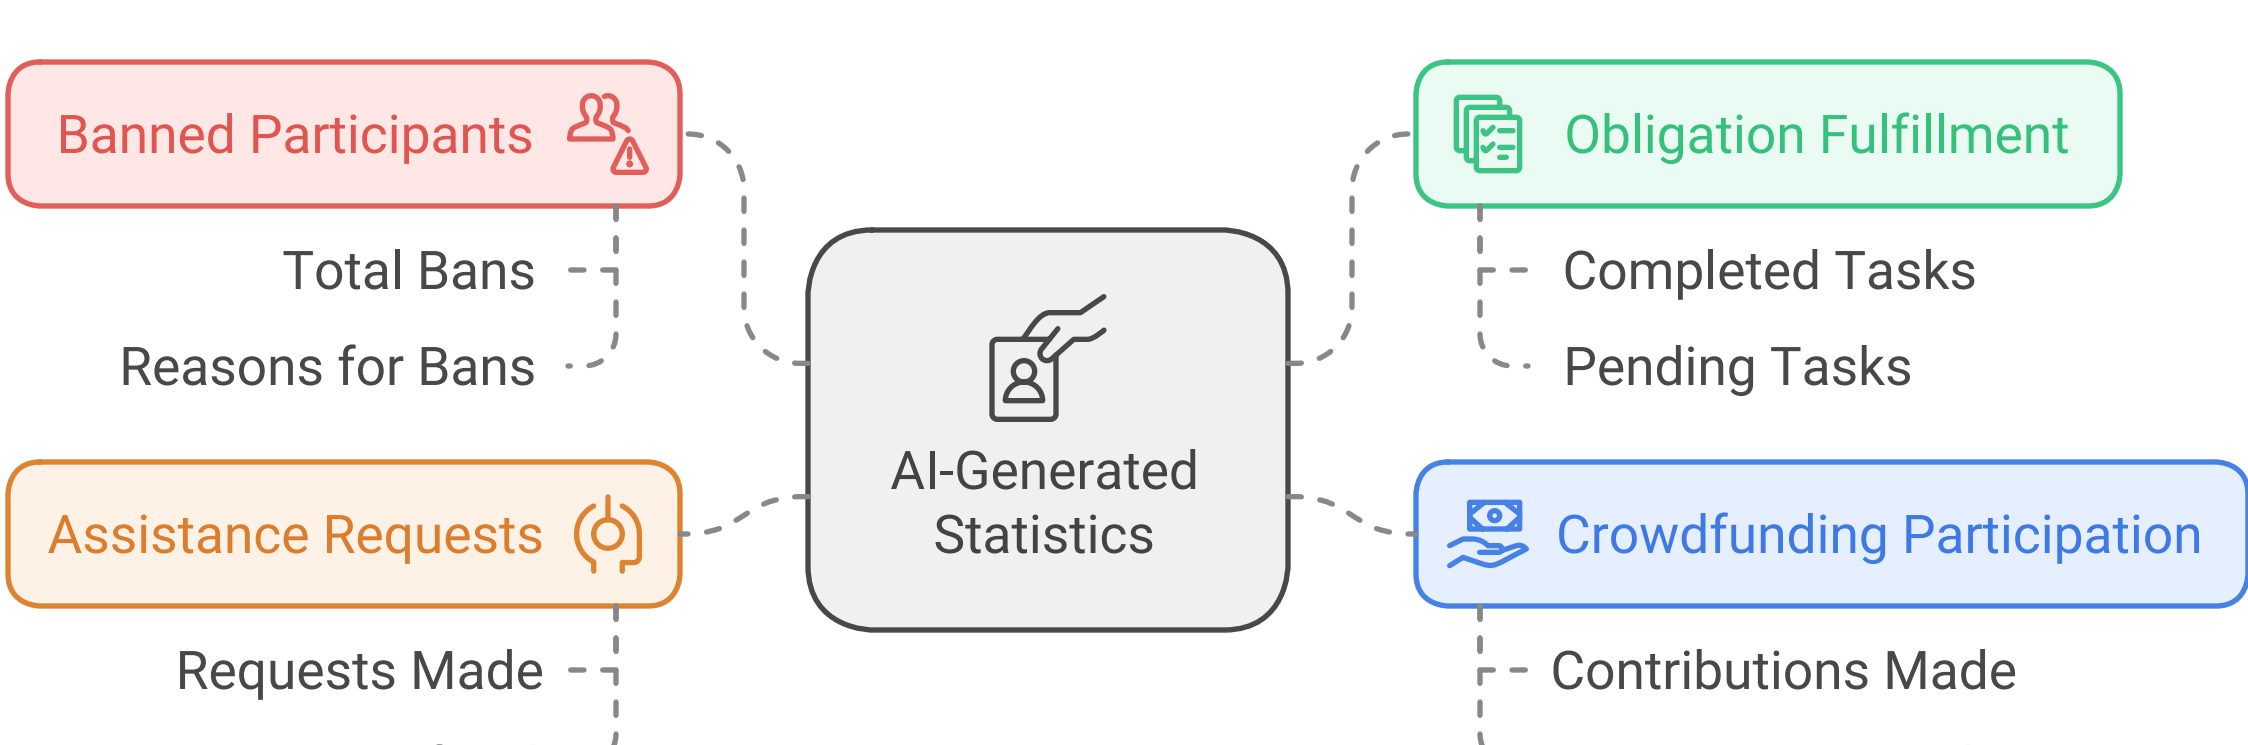 Banned Participants
Total Bans
Reasons for Bans
Assistance Requests
Requests Made
AI-Generated
Statistics
Obligation Fulfillment
Completed Tasks
Pending Tasks
Crowdfunding Participation
Contributions Made